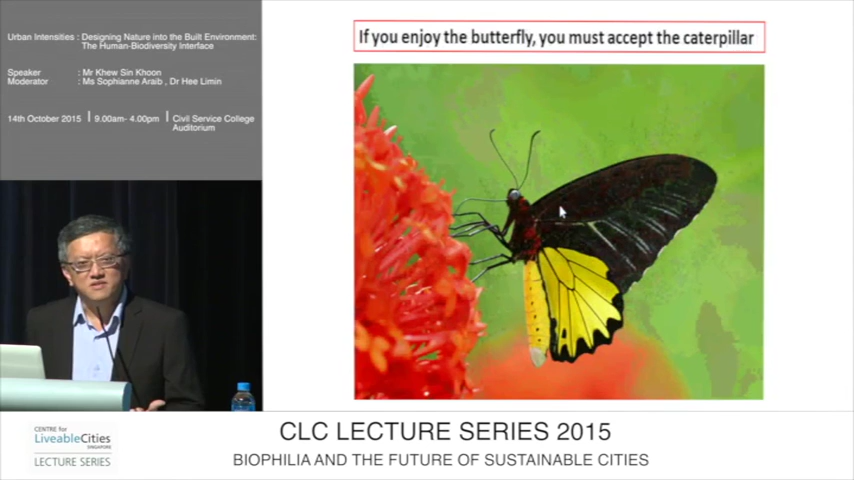 Urban Intensities : Designing Nature into the Built Environment:
The Human-Biodiversity Interface
Speaker : Mr Khew Sin Khoon
Moderator : Ms Sophianne Araib , Dr Hee Limin
14th October 2015 | 9.00am- 4.00pm | Civil Service College
Auditorium
If you enjoy the butterfly, you must accept the caterpillar
CENTRE for
LiveableCities
SINGAPORE
LECTURE SERIES
CLC LECTURE SERIES 2015
BIOPHILIA AND THE FUTURE OF SUSTAINABLE CITIES